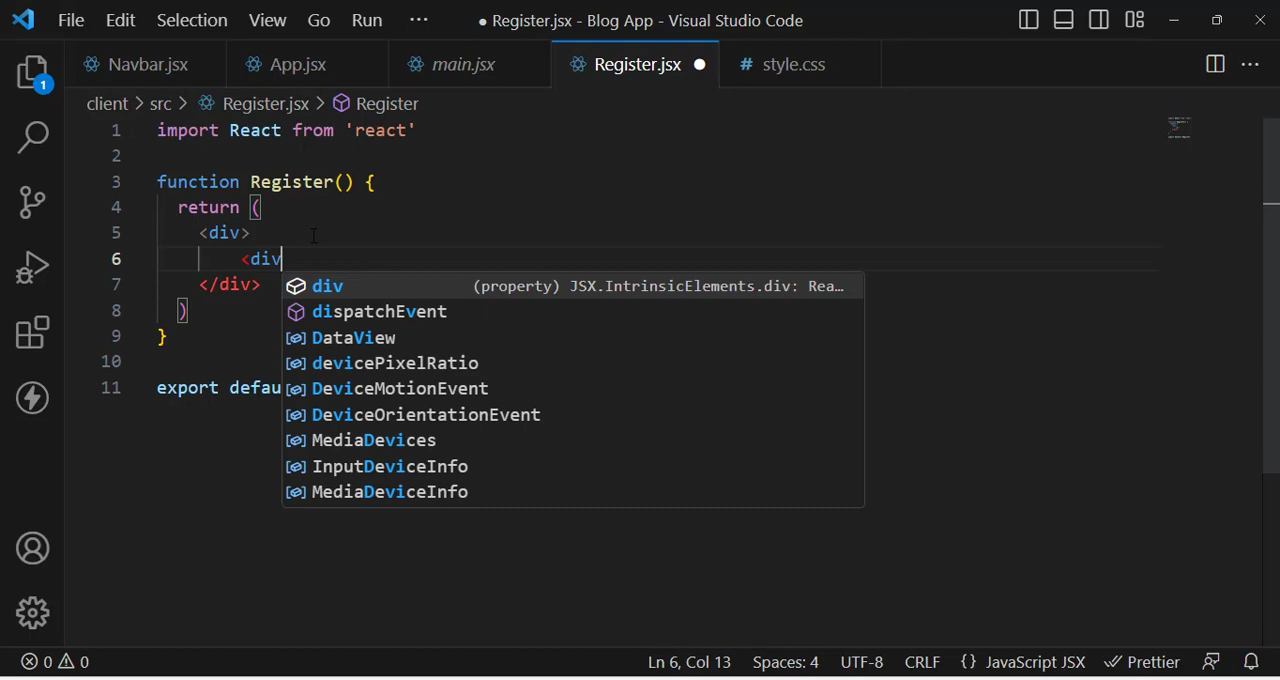 File Edit Selection View Go Run ··· ● Register.jsx - Blog App - Visual Studio Code
Navbar.jsx App.jsx main.jsx Register.jsx ● # style.css
1
client > src > Register.jsx > Register
1 import React from 'react'
2
3 function Register() {
4 return (
5 <div>
6 <div
7 </div>
8 )
9 }
10
11 export defau
div (property) JSX.IntrinsicElements.div: Rea…
dispatchEvent
DataView
devicePixelRatio
DeviceMotionEvent
DeviceOrientationEvent
MediaDevices
InputDeviceInfo
MediaDeviceInfo
0 0 Ln 6, Col 13 Spaces: 4 UTF-8 CRLF {} JavaScript JSX Prettier